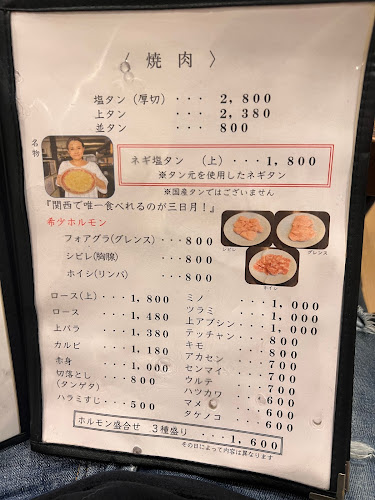 〈 焼 肉 〉
塩タン (厚切) ・・・ 2, 800
上タン ・・・ 2, 380
並タン ・・・ 800
名物
ネギ塩タン (上) ・・・1, 800
※タン元を使用したネギタン
※国産タンではございません
『関西で唯一食べれるのが三日月！』
希少ホルモン
フォアグラ(グレンス) ・・・800
シビレ(胸腺) ・・・800
ホイシ(リンパ) ・・・800
シビレ
グレンス
ホイシ
ロース(上) ・・・1, 800
ロース ・・・1, 480
上バラ ・・・1, 380
カルビ ・・・1, 180
赤身 ・・・1, 000
切落とし ・・・800
(タンゲタ)
ハラミすじ・・・500
ミノ ・・・1, 000
ツラミ ・・・1, 000
上アブシン・・・1, 000
テッチャン・・・800
キモ ・・・800
アカセン ・・・700
センマイ ・・・700
ウルテ ・・・700
ハツカワ ・・・600
マメ ・・・600
タケノコ ・・・600
ホルモン盛合せ 3種盛り ・・・・・1, 600
その日によって内容は異なります